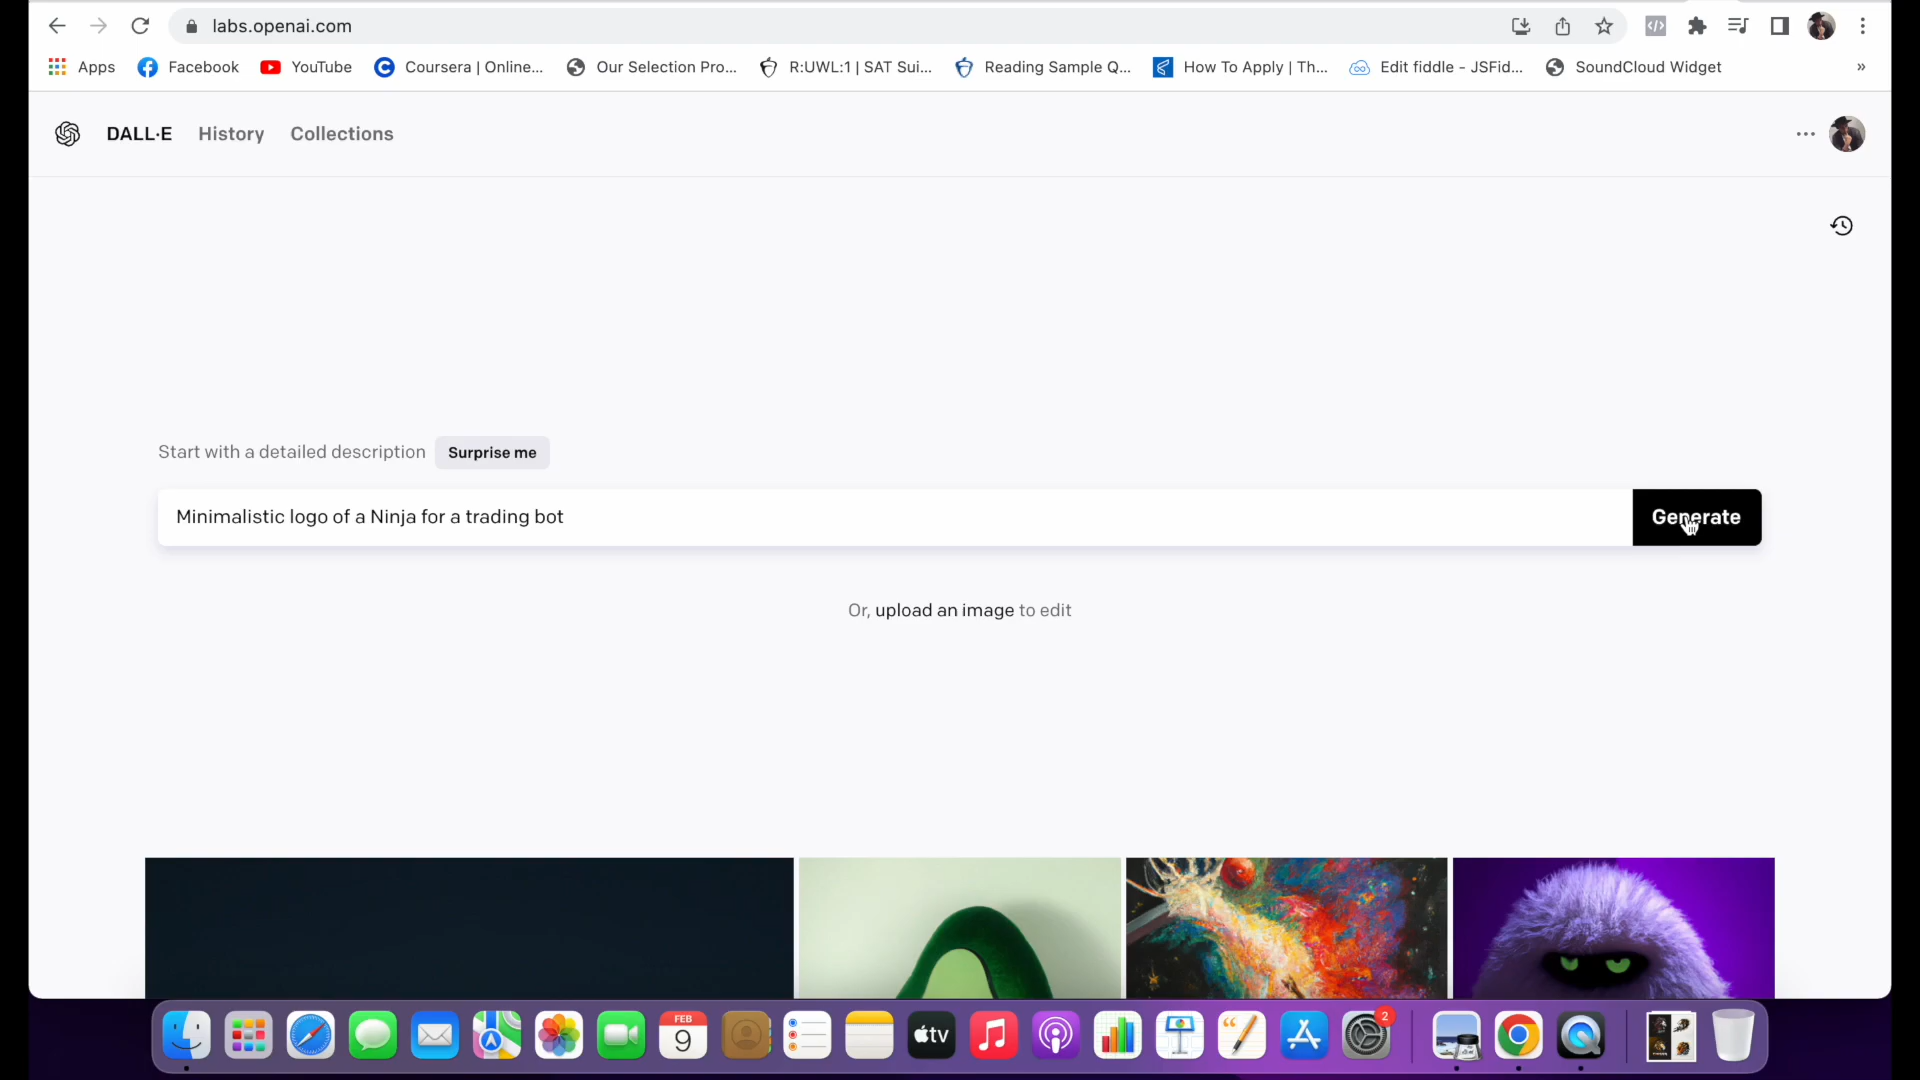 labs.openai.com
Apps Facebook YouTube Coursera | Online... Our Selection Pro... R:UWL:1 | SAT Sui... Reading Sample Q... How To Apply | Th... Edit fiddle - JSFid... SoundCloud Widget »
DALL·E History Collections
Start with a detailed description Surprise me
Minimalistic logo of a Ninja for a trading bot Generate
Or, upload an image to edit
FEB
9
tv
2